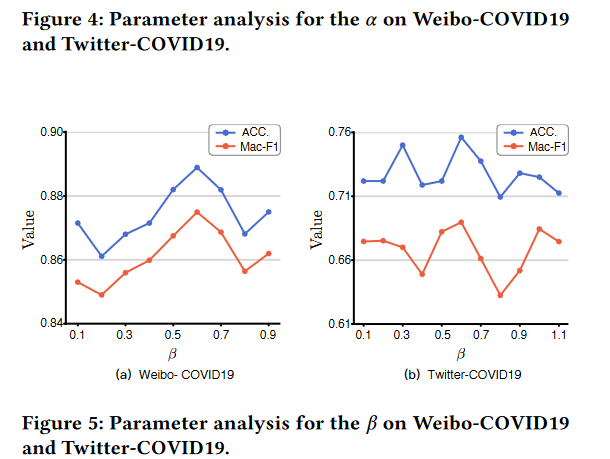 Figure 4: Parameter analysis for the α on Weibo-COVID19
and Twitter-COVID19.
0.90
0.88
0.86
0.84
Value
ACC.
Mac-F1
0.1 0.3 0.5 0.7 0.9
β
(a) Weibo- COVID19
0.76
0.71
0.66
0.61
Value
ACC.
Mac-F1
0.1 0.3 0.5 0.7 0.9 1.1
β
(b) Twitter-COVID19
Figure 5: Parameter analysis for the β on Weibo-COVID19
and Twitter-COVID19.